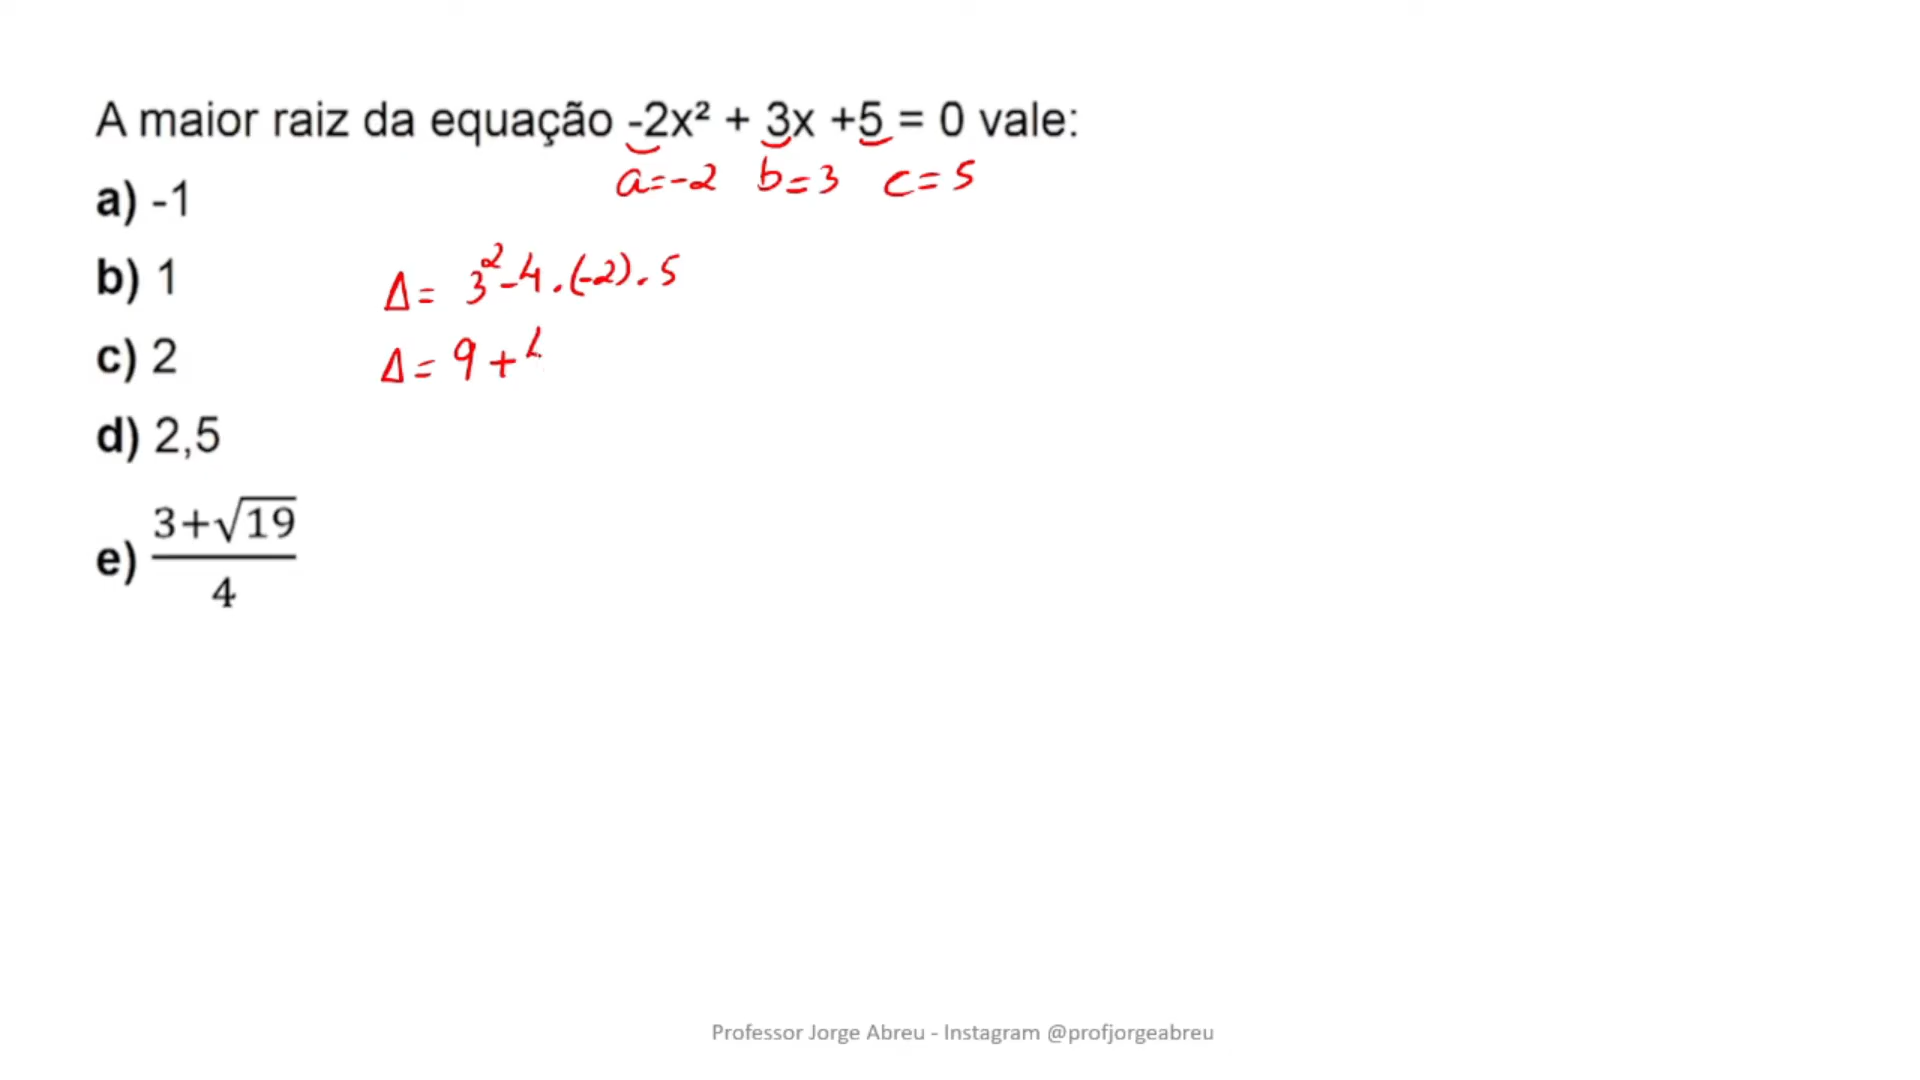 A maior raiz da equação -2x² + 3x +5 = 0 vale:
a=-2 b=3 c=5
a) -1
b) 1
Δ= 3²-4.(-2).5
c) 2
Δ= 9+
d) 2,5
e) 3+√19
4
Professor Jorge Abreu - Instagram @profjorgeabreu